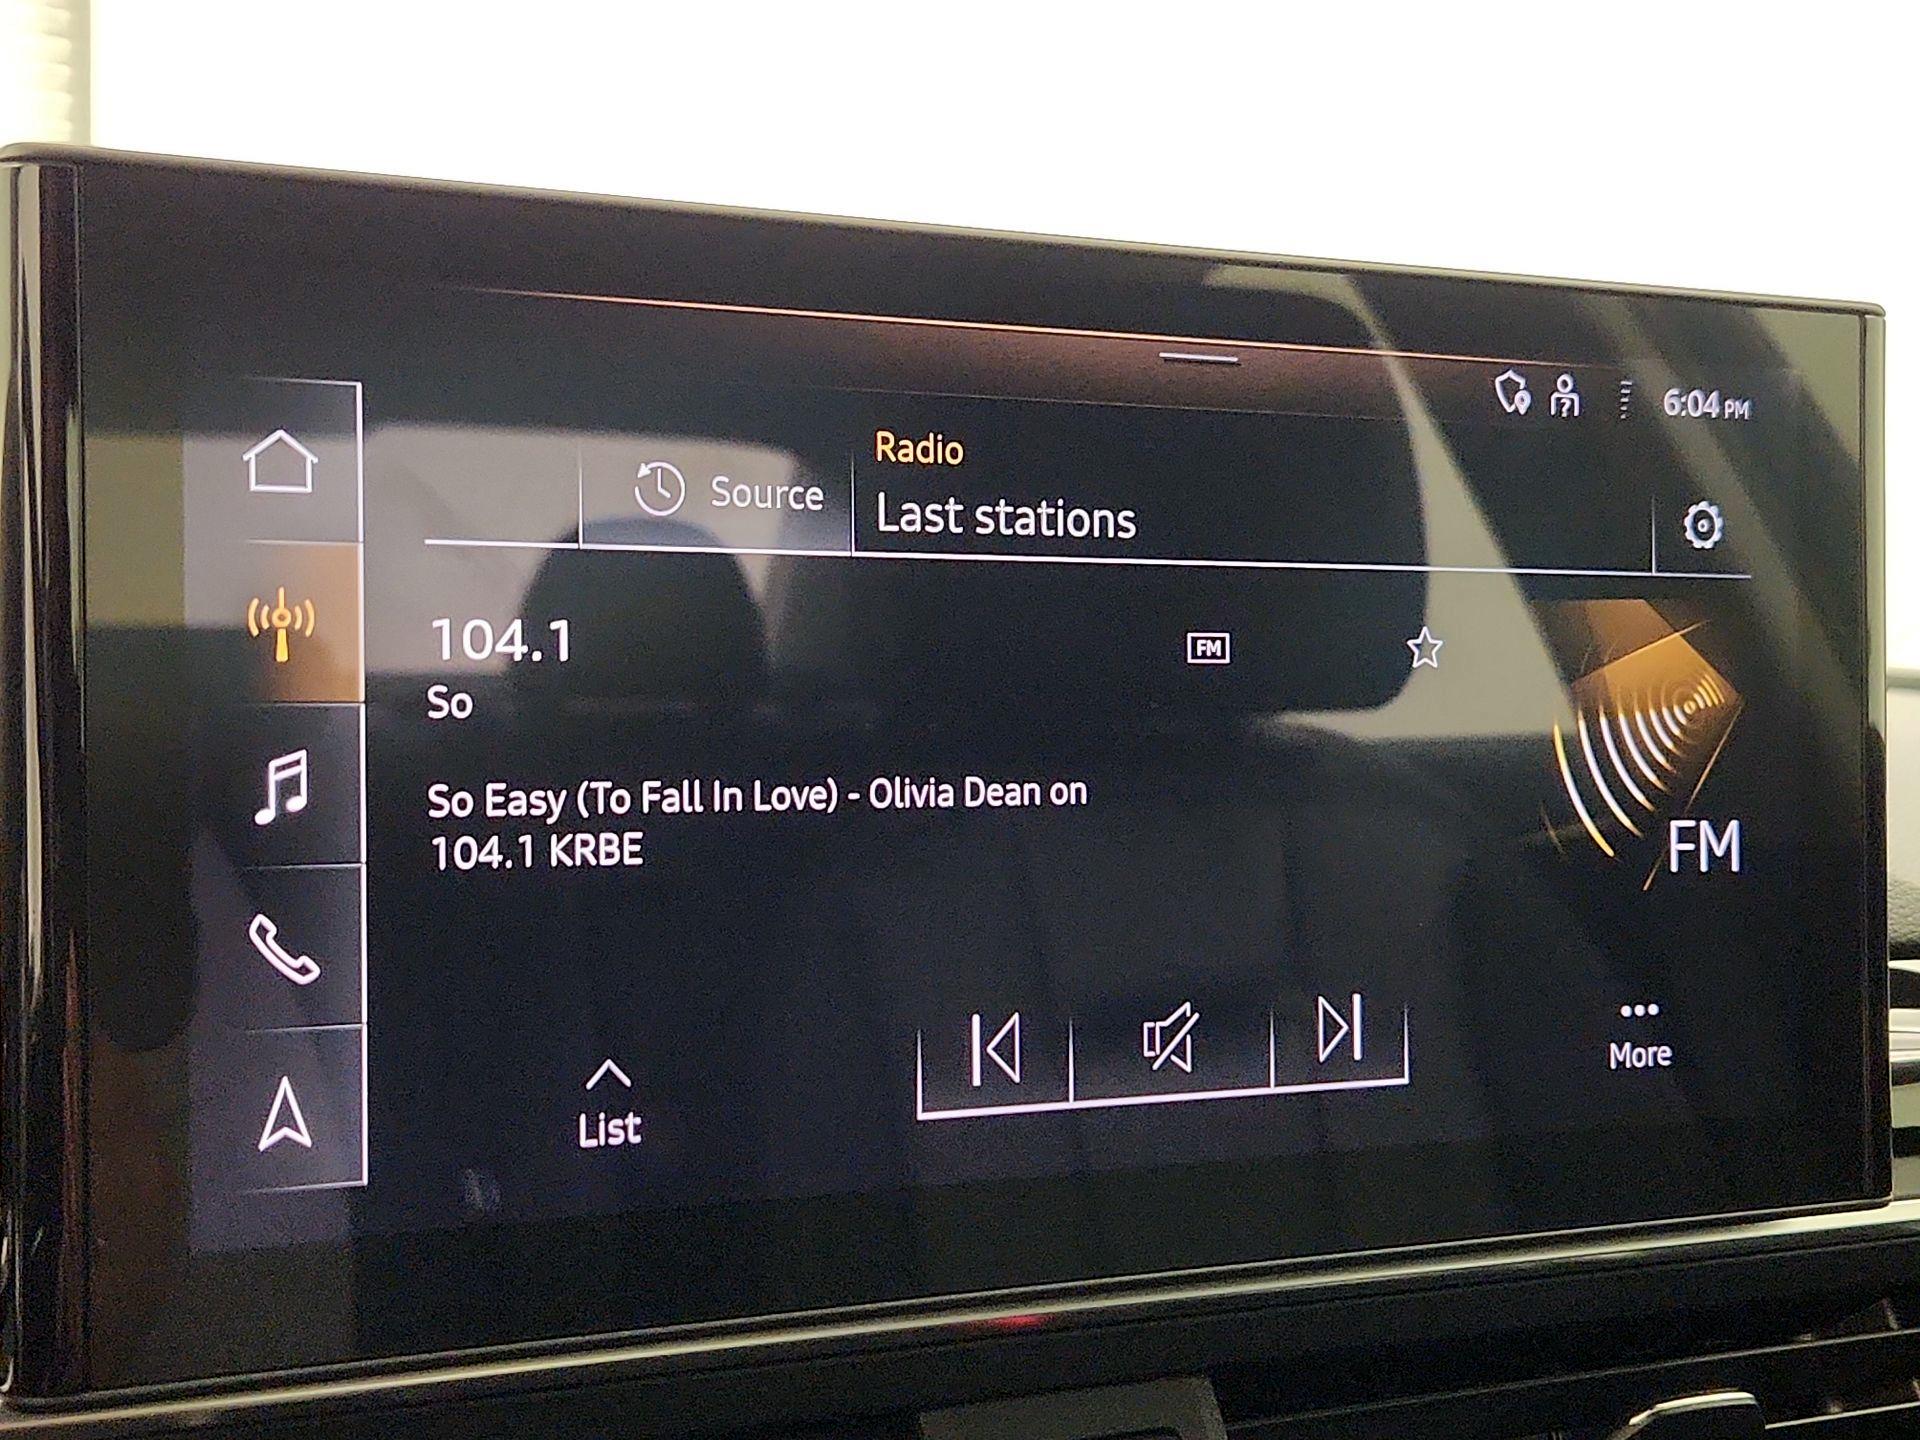 6:04 PM
Radio
Source
Last stations
104.1
FM
So
So Easy (To Fall In Love) - Olivia Dean on
104.1 KRBE
FM
More
List